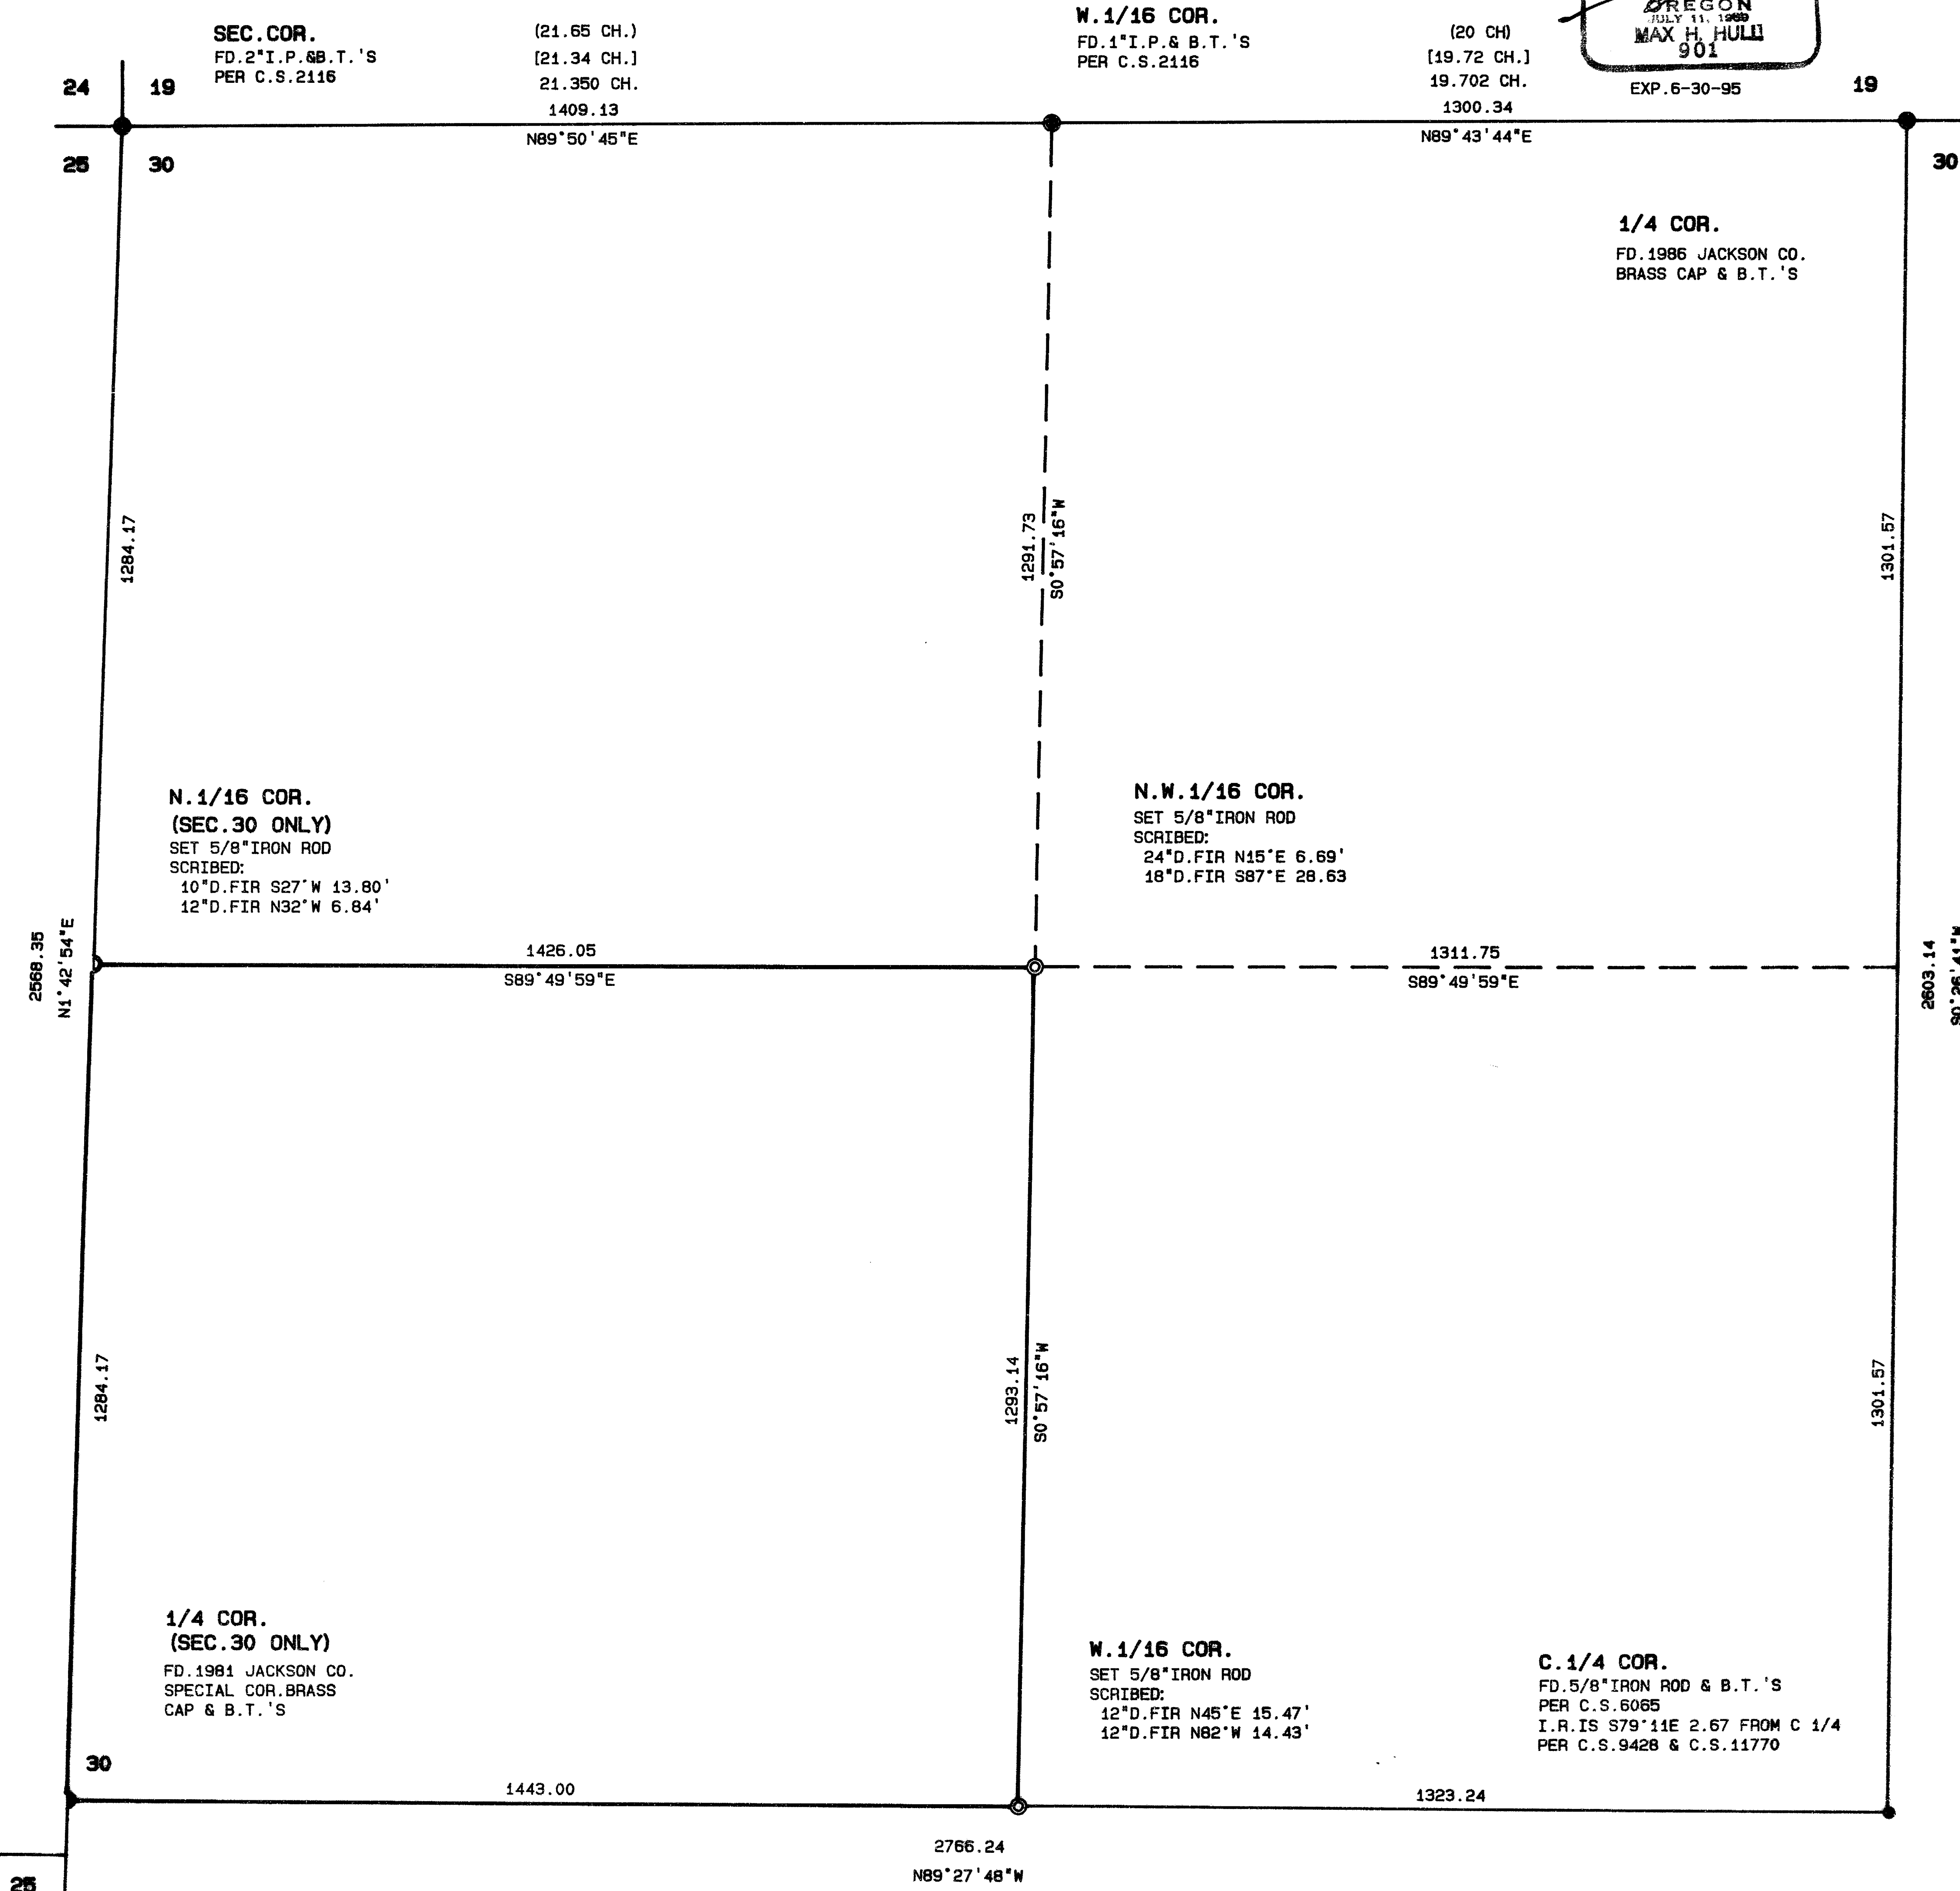 SEC.COR.
FD.2"I.P.&B.T.'S
PER C.S.2116
(21.65 CH.)
[21.34 CH.]
21.350 CH.
1409.13
N89°50'45"E
W.1/16 COR.
FD.1"I.P.& B.T.'S
PER C.S.2116
(20 CH)
[19.72 CH.]
19.702 CH.
1300.34
N89°43'44"E
OREGON
JULY 11, 1989
MAX H. HULL
901
EXP.6-30-95
24
19
19
25
30
30
1/4 COR.
FD.1986 JACKSON CO.
BRASS CAP & B.T.'S
1284.17
1291.73
S0°57'16"W
1301.57
N.1/16 COR.
(SEC.30 ONLY)
SET 5/8"IRON ROD
SCRIBED:
10"D.FIR S27°W 13.80'
12"D.FIR N32°W 6.84'
N.W.1/16 COR.
SET 5/8"IRON ROD
SCRIBED:
24"D.FIR N15°E 6.69'
18"D.FIR S87°E 28.63
2568.35
N1°42'54"E
1426.05
S89°49'59"E
1311.75
S89°49'59"E
2603.14
S0°26'41"W
1284.17
1293.14
S0°57'16"W
1301.57
1/4 COR.
(SEC.30 ONLY)
FD.1981 JACKSON CO.
SPECIAL COR.BRASS
CAP & B.T.'S
W.1/16 COR.
SET 5/8"IRON ROD
SCRIBED:
12"D.FIR N45°E 15.47'
12"D.FIR N82°W 14.43'
C.1/4 COR.
FD.5/8"IRON ROD & B.T.'S
PER C.S.6065
I.R.IS S79°11E 2.67 FROM C 1/4
PER C.S.9428 & C.S.11770
30
1443.00
1323.24
2766.24
N89°27'48"W
25